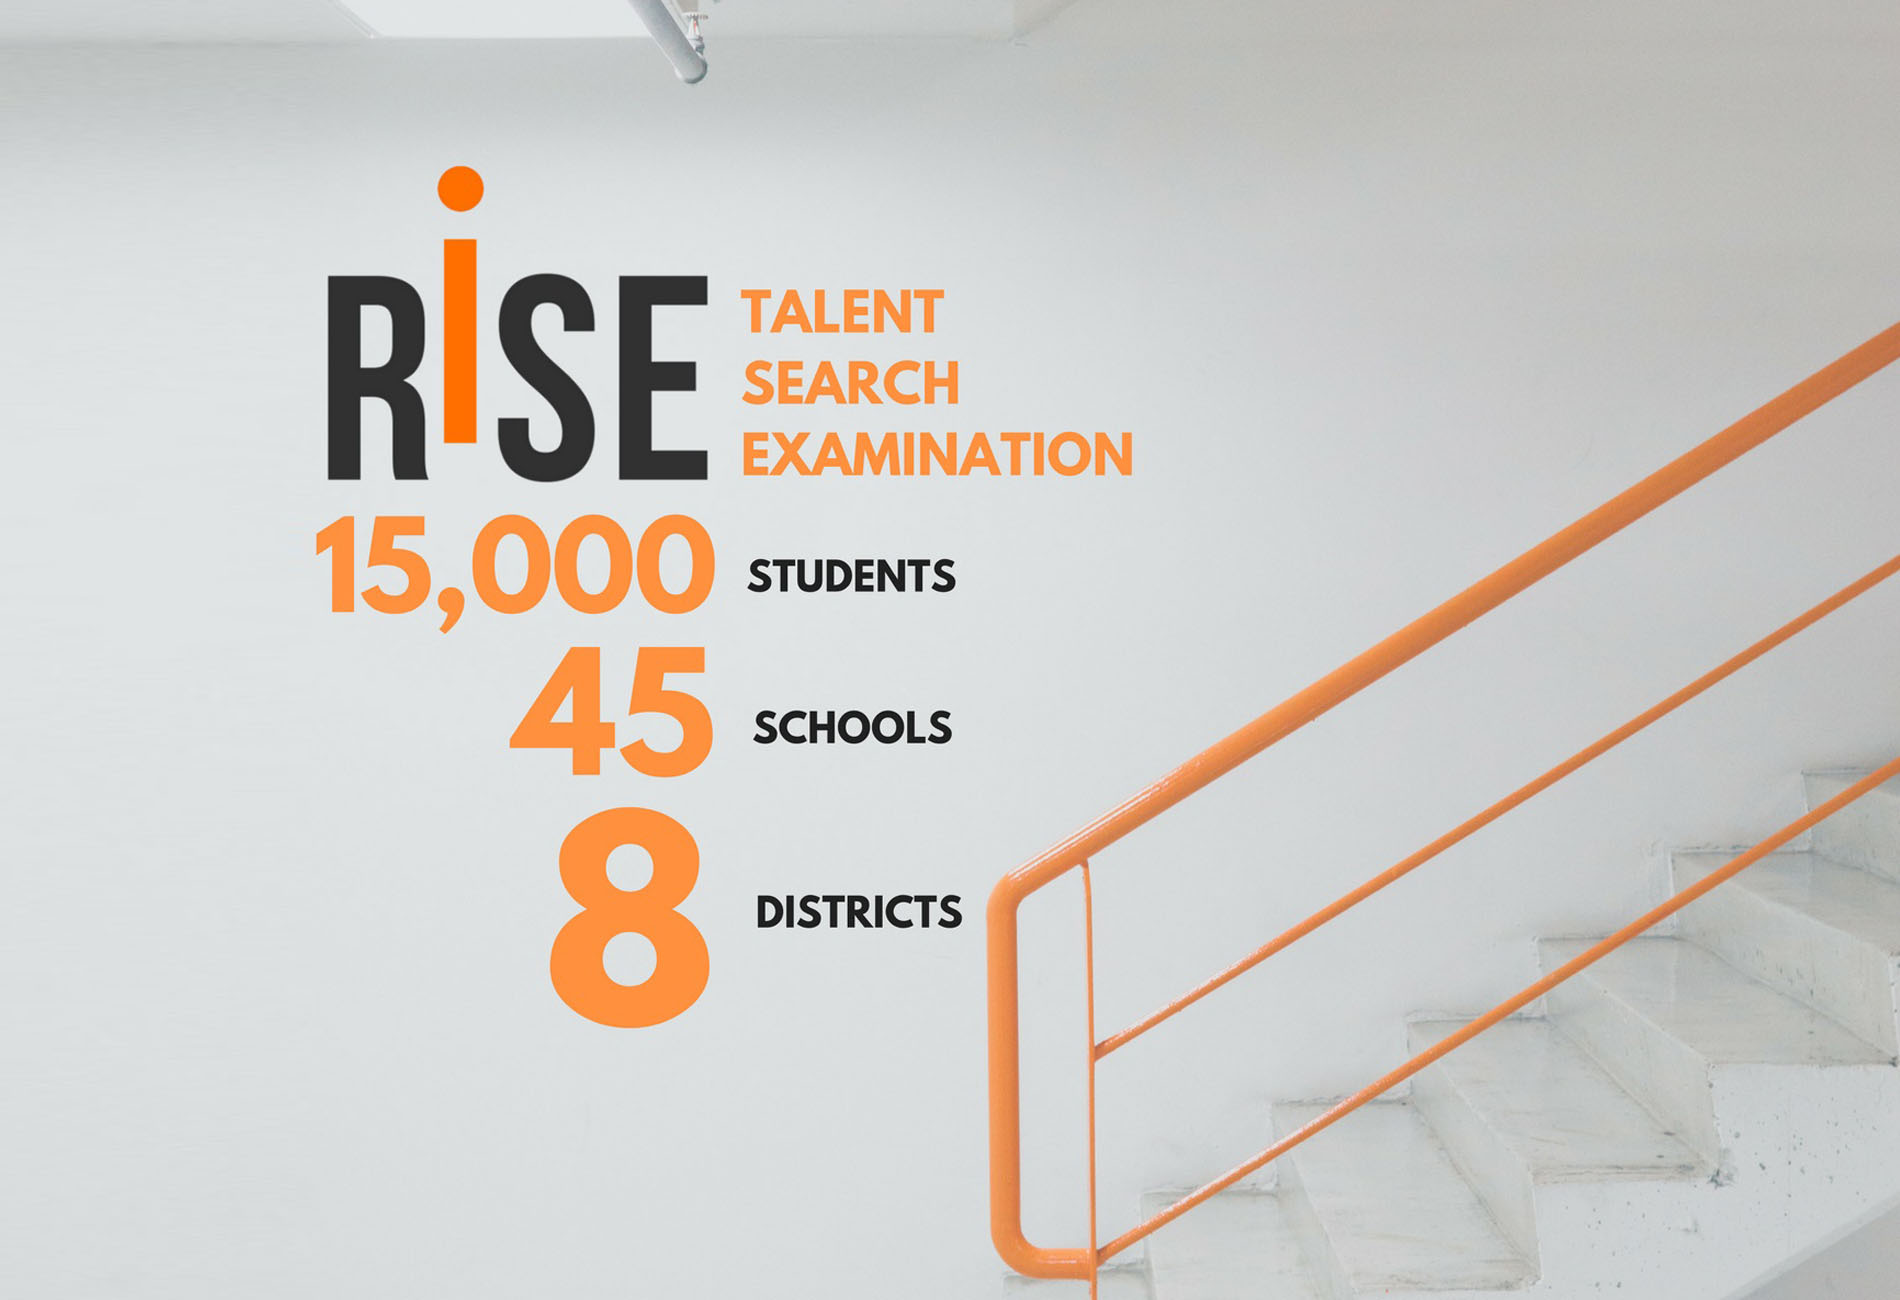 RiSE
TALENT
SEARCH
EXAMINATION
15,000 STUDENTS
45 SCHOOLS
8 DISTRICTS